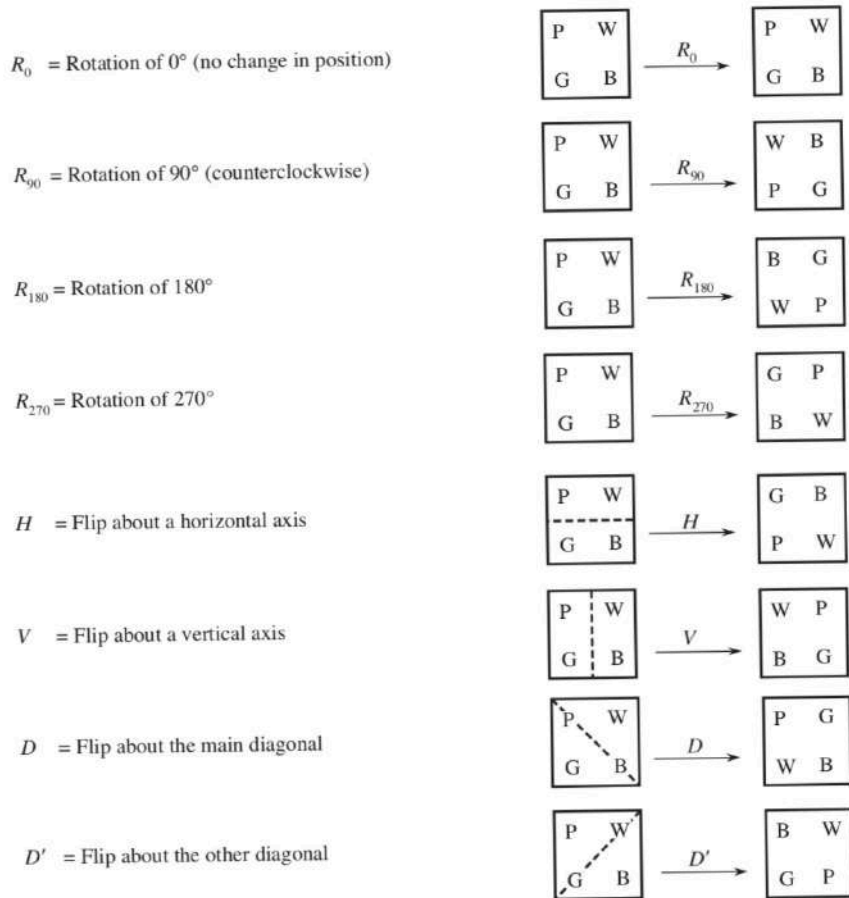 P W P W
R₀ = Rotation of 0° (no change in position) R₀
G B G B
P W W B
R₉₀ = Rotation of 90° (counterclockwise) R₉₀
G B P G
P W B G
R₁₈₀ = Rotation of 180° R₁₈₀
G B W P
P W G P
R₂₇₀ = Rotation of 270° R₂₇₀
G B B W
P W G B
H = Flip about a horizontal axis H
G B P W
P W W P
V = Flip about a vertical axis V
G B B G
P W P G
D = Flip about the main diagonal D
G B W B
P W B W
D′ = Flip about the other diagonal D′
G B G P